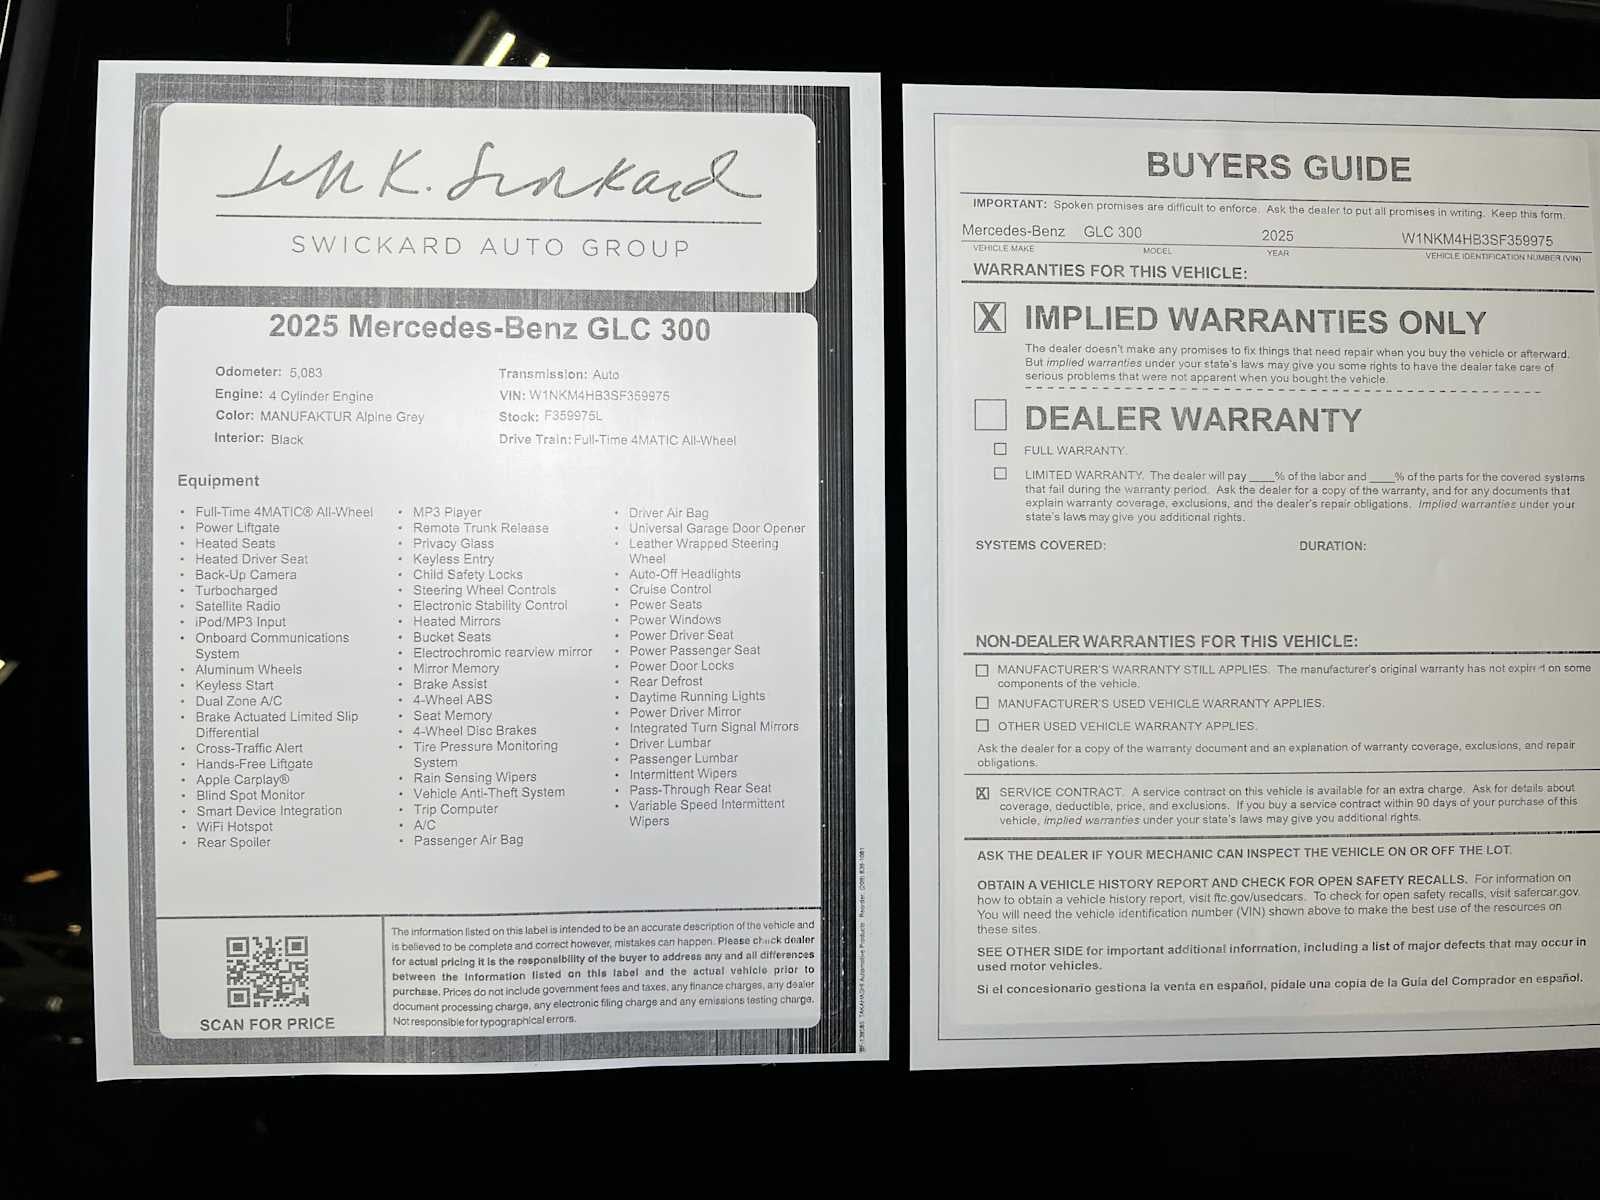 Jeff K. Swickard
SWICKARD AUTO GROUP
2025 Mercedes-Benz GLC 300
Odometer: 5,083
Engine: 4 Cylinder Engine
Color: MANUFAKTUR Alpine Grey
Interior: Black
Transmission: Auto
VIN: W1NKM4HB3SF359975
Stock: F359975L
Drive Train: Full-Time 4MATIC All-Wheel
Equipment
• Full-Time 4MATIC® All-Wheel
• Power Liftgate
• Heated Seats
• Heated Driver Seat
• Back-Up Camera
• Turbocharged
• Satellite Radio
• iPod/MP3 Input
• Onboard Communications
System
• Aluminum Wheels
• Keyless Start
• Dual Zone A/C
• Brake Actuated Limited Slip
Differential
• Cross-Traffic Alert
• Hands-Free Liftgate
• Apple Carplay®
• Blind Spot Monitor
• Smart Device Integration
• WiFi Hotspot
• Rear Spoiler
• MP3 Player
• Remote Trunk Release
• Privacy Glass
• Keyless Entry
• Child Safety Locks
• Steering Wheel Controls
• Electronic Stability Control
• Heated Mirrors
• Bucket Seats
• Electrochromic rearview mirror
• Mirror Memory
• Brake Assist
• 4-Wheel ABS
• Seat Memory
• 4-Wheel Disc Brakes
• Tire Pressure Monitoring
System
• Rain Sensing Wipers
• Vehicle Anti-Theft System
• Trip Computer
• A/C
• Passenger Air Bag
• Driver Air Bag
• Universal Garage Door Opener
• Leather Wrapped Steering
Wheel
• Auto-Off Headlights
• Cruise Control
• Power Seats
• Power Windows
• Power Driver Seat
• Power Passenger Seat
• Power Door Locks
• Rear Defrost
• Daytime Running Lights
• Power Driver Mirror
• Integrated Turn Signal Mirrors
• Driver Lumbar
• Passenger Lumbar
• Intermittent Wipers
• Pass-Through Rear Seat
• Variable Speed Intermittent
Wipers
SCAN FOR PRICE
The information listed on this label is intended to be an accurate description of the vehicle and
is believed to be complete and correct however, mistakes can happen. Please check dealer
for actual pricing it is the responsibility of the buyer to address any and all differences
between the information listed on this label and the actual vehicle prior to
purchase. Prices do not include government fees and taxes, any finance charges, any dealer
document processing charge, any electronic filing charge and any emissions testing charge.
Not responsible for typographical errors.
TAKAHASHI Automotive Products Reorder:
BUYERS GUIDE
IMPORTANT: Spoken promises are difficult to enforce. Ask the dealer to put all promises in writing. Keep this form.
Mercedes-Benz GLC 300 2025 W1NKM4HB3SF359975
VEHICLE MAKE MODEL YEAR VEHICLE IDENTIFICATION NUMBER (VIN)
WARRANTIES FOR THIS VEHICLE:
X IMPLIED WARRANTIES ONLY
The dealer doesn't make any promises to fix things that need repair when you buy the vehicle or afterward.
But implied warranties under your state's laws may give you some rights to have the dealer take care of
serious problems that were not apparent when you bought the vehicle.
DEALER WARRANTY
FULL WARRANTY.
LIMITED WARRANTY. The dealer will pay ____% of the labor and ____% of the parts for the covered systems
that fail during the warranty period. Ask the dealer for a copy of the warranty, and for any documents that
explain warranty coverage, exclusions, and the dealer's repair obligations. Implied warranties under your
state's laws may give you additional rights.
SYSTEMS COVERED: DURATION:
NON-DEALER WARRANTIES FOR THIS VEHICLE:
MANUFACTURER'S WARRANTY STILL APPLIES. The manufacturer's original warranty has not expired on some
components of the vehicle.
MANUFACTURER'S USED VEHICLE WARRANTY APPLIES.
OTHER USED VEHICLE WARRANTY APPLIES.
Ask the dealer for a copy of the warranty document and an explanation of warranty coverage, exclusions, and repair
obligations.
X SERVICE CONTRACT. A service contract on this vehicle is available for an extra charge. Ask for details about
coverage, deductible, price, and exclusions. If you buy a service contract within 90 days of your purchase of this
vehicle, implied warranties under your state's laws may give you additional rights.
ASK THE DEALER IF YOUR MECHANIC CAN INSPECT THE VEHICLE ON OR OFF THE LOT.
OBTAIN A VEHICLE HISTORY REPORT AND CHECK FOR OPEN SAFETY RECALLS. For information on
how to obtain a vehicle history report, visit ftc.gov/usedcars. To check for open safety recalls, visit safercar.gov.
You will need the vehicle identification number (VIN) shown above to make the best use of the resources on
these sites.
SEE OTHER SIDE for important additional information, including a list of major defects that may occur in
used motor vehicles.
Si el concesionario gestiona la venta en español, pídale una copia de la Guía del Comprador en español.